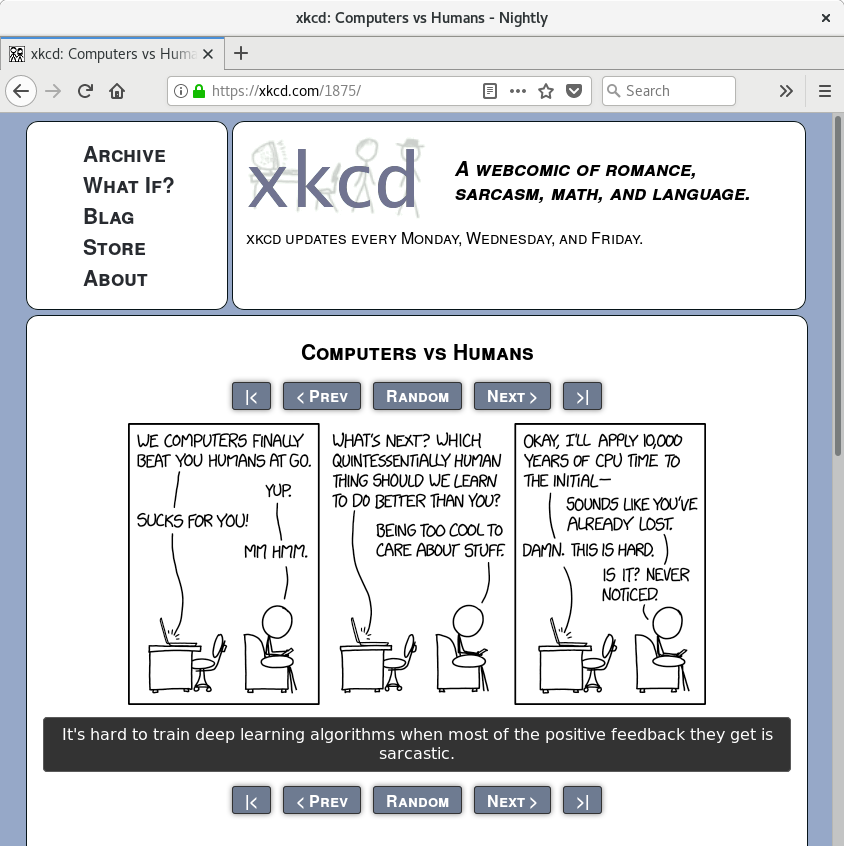 xkcd: Computers vs Humans - Nightly
xkcd: Computers vs Huma
https://xkcd.com/1875/
Search
Archive
What If?
Blag
Store
About
xkcd
A webcomic of romance,
sarcasm, math, and language.
xkcd updates every Monday, Wednesday, and Friday.
Computers vs Humans
|< < Prev Random Next > >|
WE COMPUTERS FINALLY
BEAT YOU HUMANS AT GO.
YUP.
SUCKS FOR YOU!
MM HMM.
WHAT'S NEXT? WHICH
QUINTESSENTIALLY HUMAN
THING SHOULD WE LEARN
TO DO BETTER THAN YOU?
BEING TOO COOL TO
CARE ABOUT STUFF.
OKAY, I'LL APPLY 10,000
YEARS OF CPU TIME TO
THE INITIAL—
SOUNDS LIKE YOU'VE
ALREADY LOST.
DAMN. THIS IS HARD.
IS IT? NEVER
NOTICED.
It's hard to train deep learning algorithms when most of the positive feedback they get is
sarcastic.
|< < Prev Random Next > >|